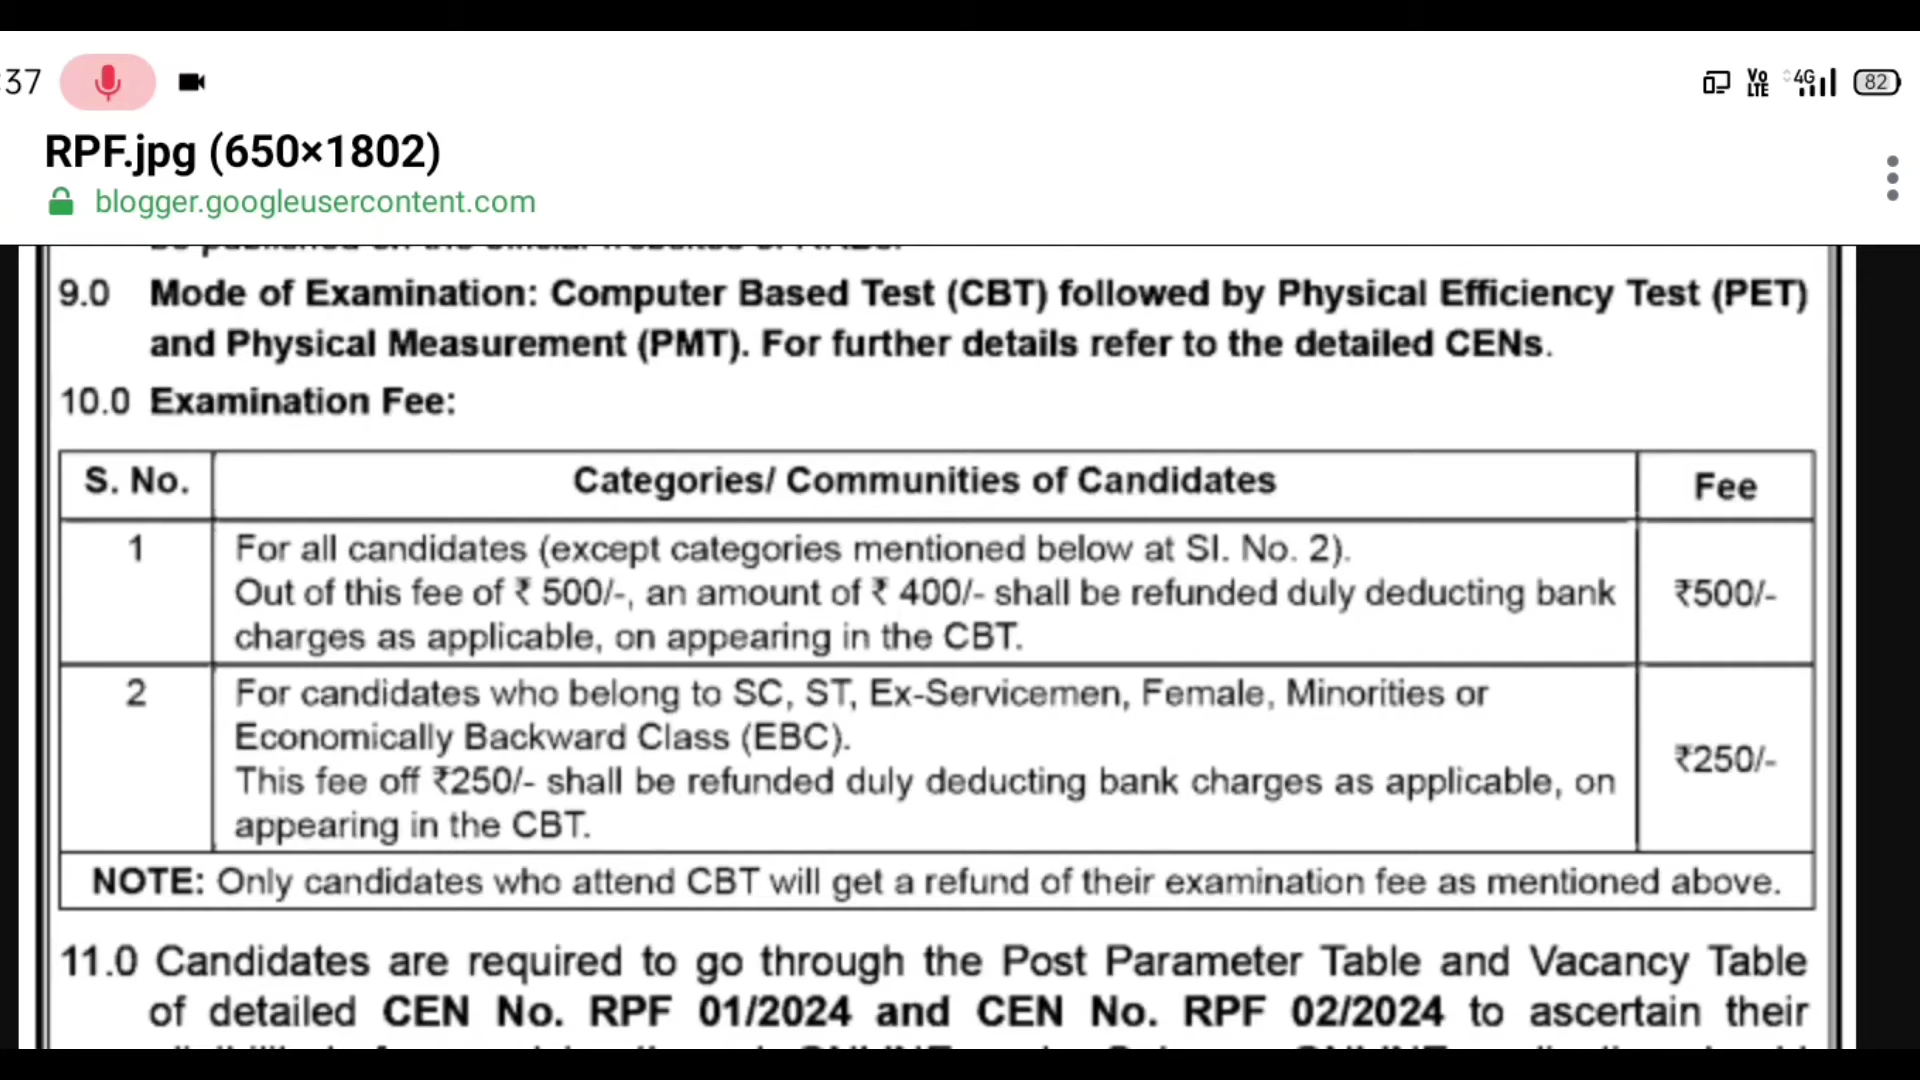 :37
Vo LTE 4G 82
RPF.jpg (650×1802)
blogger.googleusercontent.com
9.0 Mode of Examination: Computer Based Test (CBT) followed by Physical Efficiency Test (PET)
and Physical Measurement (PMT). For further details refer to the detailed CENs.
10.0 Examination Fee:
S. No. Categories/ Communities of Candidates Fee
1 For all candidates (except categories mentioned below at SI. No. 2).
Out of this fee of ₹ 500/-, an amount of ₹ 400/- shall be refunded duly deducting bank ₹500/-
charges as applicable, on appearing in the CBT.
2 For candidates who belong to SC, ST, Ex-Servicemen, Female, Minorities or
Economically Backward Class (EBC).
₹250/-
This fee off ₹250/- shall be refunded duly deducting bank charges as applicable, on
appearing in the CBT.
NOTE: Only candidates who attend CBT will get a refund of their examination fee as mentioned above.
11.0 Candidates are required to go through the Post Parameter Table and Vacancy Table
of detailed CEN No. RPF 01/2024 and CEN No. RPF 02/2024 to ascertain their